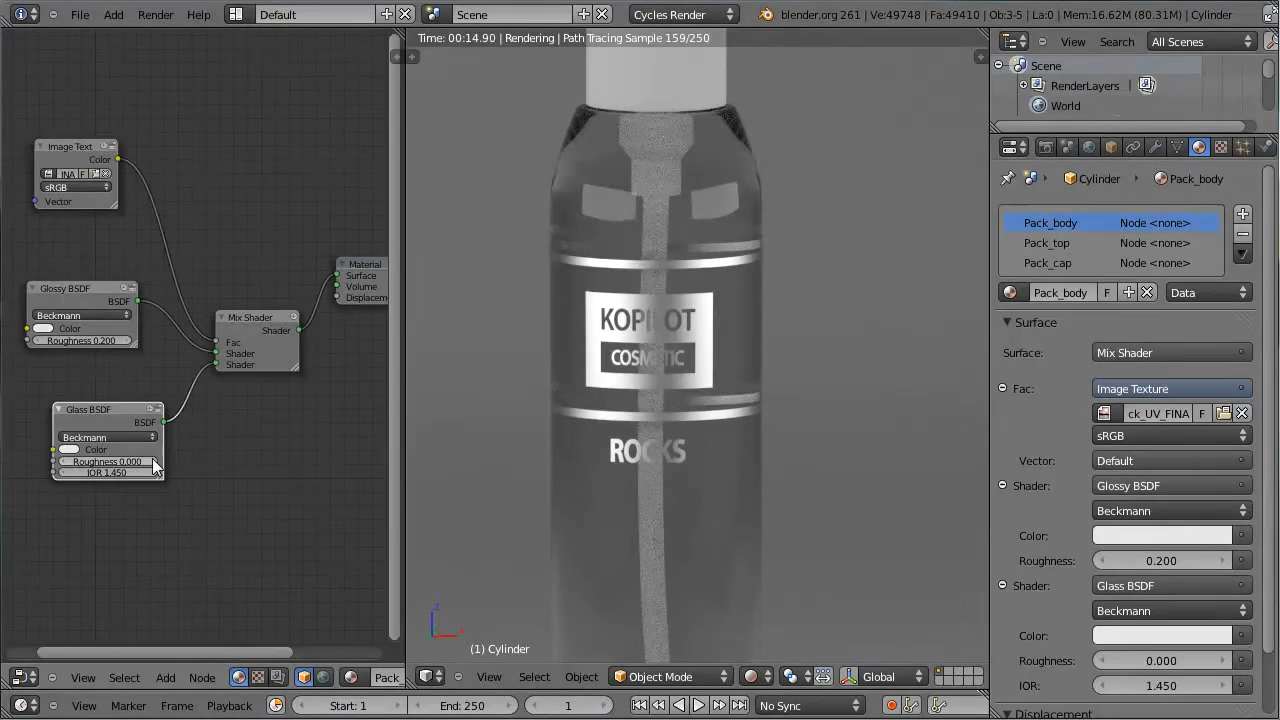 File Add Render Help Default Scene Cycles Render blender.org 261 | Ve:49748 | Fa:49410 | Ob:3-5 | La:0 | Mem:16.62M (80.31M) | Cylinder
Time: 00:14.90 | Rendering | Path Tracing Sample 159/250
View Search All Scenes
Scene
RenderLayers |
World
Image Text
Color
INA F
sRGB
Vector
Cylinder Pack_body
Pack_body Node <none>
Pack_top Node <none>
Pack_cap Node <none>
Pack_body F Data
Material
Surface
Volume
Displacem
Glossy BSDF
BSDF
Beckmann
Color
Roughness 0.200
Mix Shader
Shader
Fac
Shader
Shader
Glass BSDF
BSDF
Beckmann
Color
Roughness 0.000
IOR 1.450
KOPILOT
COSMETIC
ROCKS
Surface
Surface: Mix Shader
Fac: Image Texture
ck_UV_FINA F
sRGB
Vector: Default
Shader: Glossy BSDF
Beckmann
Color:
Roughness: 0.200
Shader: Glass BSDF
Beckmann
Color:
Roughness: 0.000
IOR: 1.450
Displacement
Z
(1) Cylinder
View Select Add Node Pack_
View Select Object Object Mode Global
View Marker Frame Playback Start: 1 End: 250 1 No Sync